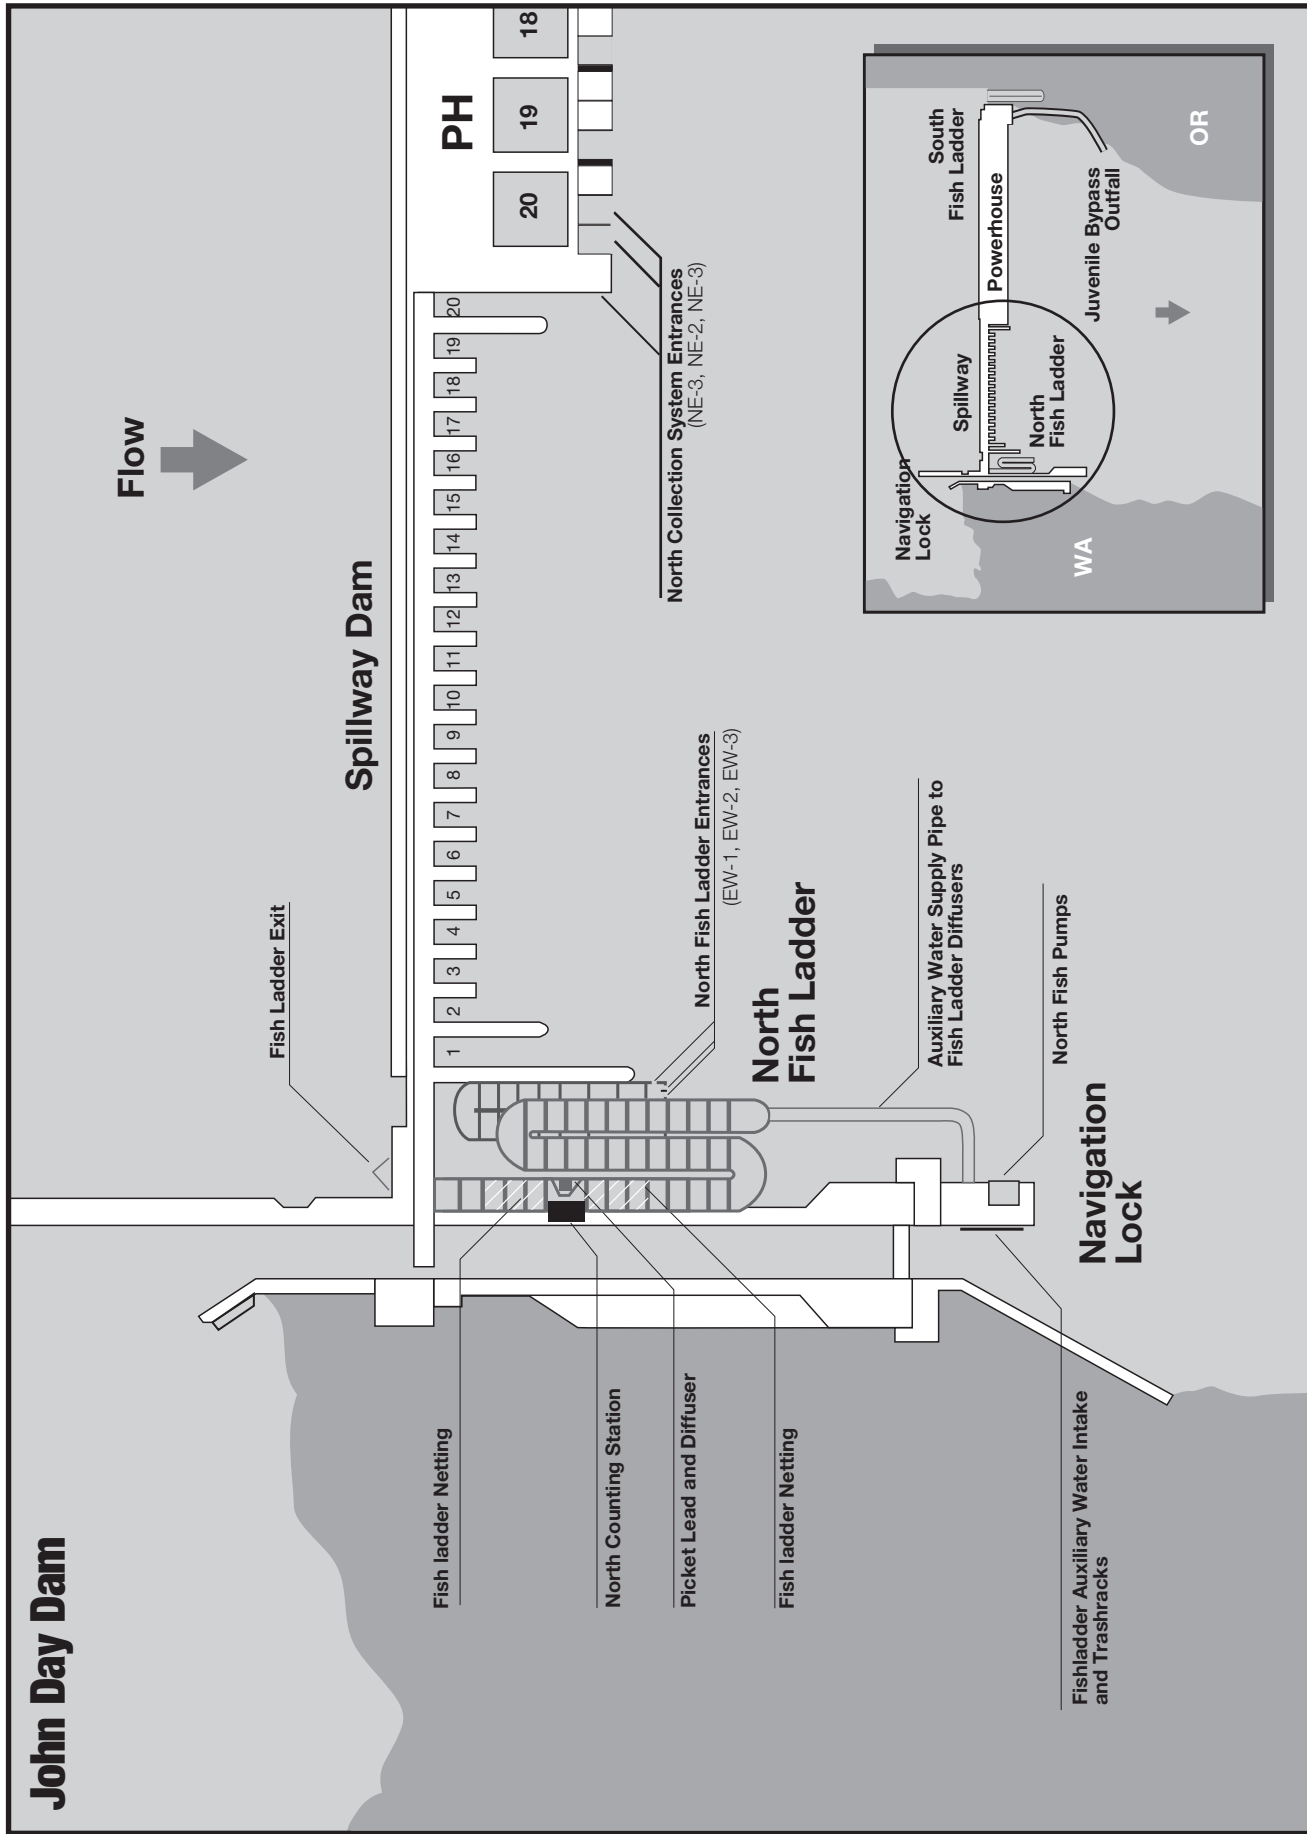 John Day Dam
Flow
Spillway Dam
PH
Fish Ladder Exit
1
2
3
4
5
6
7
8
9
10
11
12
13
14
15
16
17
18
19
20
20
19
18
Fish ladder Netting
North Counting Station
Picket Lead and Diffuser
Fish ladder Netting
North Fish Ladder Entrances
(EW-1, EW-2, EW-3)
North Collection System Entrances
(NE-3, NE-2, NE-3)
North
Fish Ladder
Auxiliary Water Supply Pipe to
Fish Ladder Diffusers
North Fish Pumps
Navigation
Lock
Fishladder Auxiliary Water Intake
and Trashracks
Navigation
Lock
Spillway
South
Fish Ladder
Powerhouse
North
Fish Ladder
Juvenile Bypass
Outfall
WA
OR